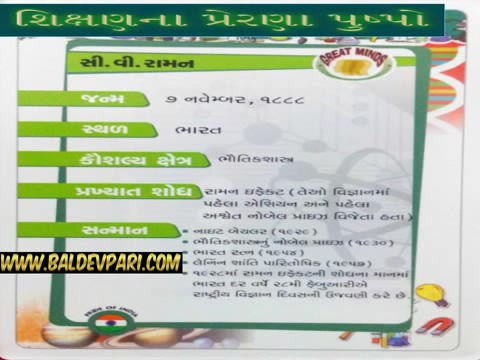 શિક્ષણના પ્રેરણા પુષ્પો
સી.વી.રામન
GREAT MINDS
જન્મ ૭ નવેમ્બર, ૧૮૮૮
સ્થળ ભારત
કૌશલ્ય ક્ષેત્ર ભૌતિકશાસ્ત્ર
પ્રખ્યાત શોધ રામન ઇફેક્ટ (તેઓ વિજ્ઞાનમાં
પહેલા એશિયન અને પહેલા
અશ્વેત નોબેલ પ્રાઇઝ વિજેતા હતા)
સન્માન • નાઇટ બેચલર (૧૯૨૯)
• ભૌતિકશાસ્ત્રનું નોબેલ પ્રાઇઝ (૧૯૩૦)
• ભારત રત્ન (૧૯૫૪)
• લેનિન શાંતિ પારિતોષિક (૧૯૫૭)
૧૯૨૮માં રામન ઇફેક્ટની શોધના માનમાં
ભારત દર વર્ષે ૨૮મી ફેબ્રુઆરીએ
રાષ્ટ્રીય વિજ્ઞાન દિવસની ઉજવણી કરે છે.
WWW.BALDEVPARI.COM
OF INDIA